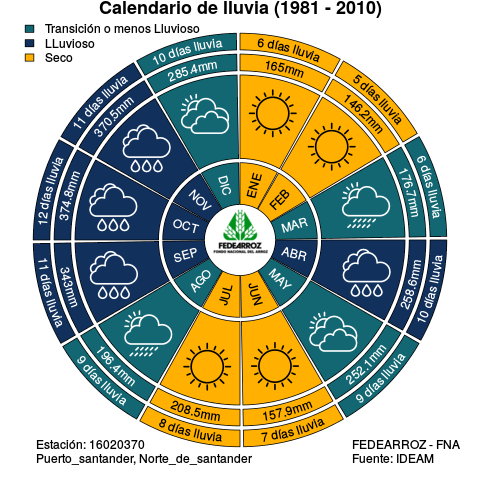 Calendario de lluvia (1981 - 2010)
Transición o menos Lluvioso
LLuvioso
Seco
6 días lluvia
165mm
ENE
5 días lluvia
146.2mm
FEB
6 días lluvia
176.7mm
MAR
10 días lluvia
258.6mm
ABR
9 días lluvia
252.1mm
MAY
7 días lluvia
157.9mm
JUN
8 días lluvia
208.5mm
JUL
9 días lluvia
196.4mm
AGO
11 días lluvia
343mm
SEP
12 días lluvia
374.8mm
OCT
11 días lluvia
370.5mm
NOV
10 días lluvia
285.4mm
DIC
FEDEARROZ
FONDO NACIONAL DEL ARROZ
Estación: 16020370
Puerto_santander, Norte_de_santander
FEDEARROZ - FNA
Fuente: IDEAM